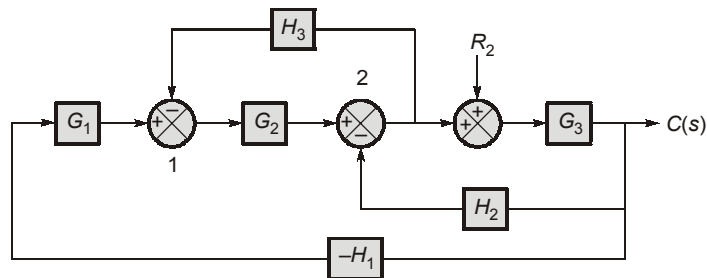 H3
2
R2
G1
+
−
1
G2
+
−
+
+
G3
C(s)
H2
–H1